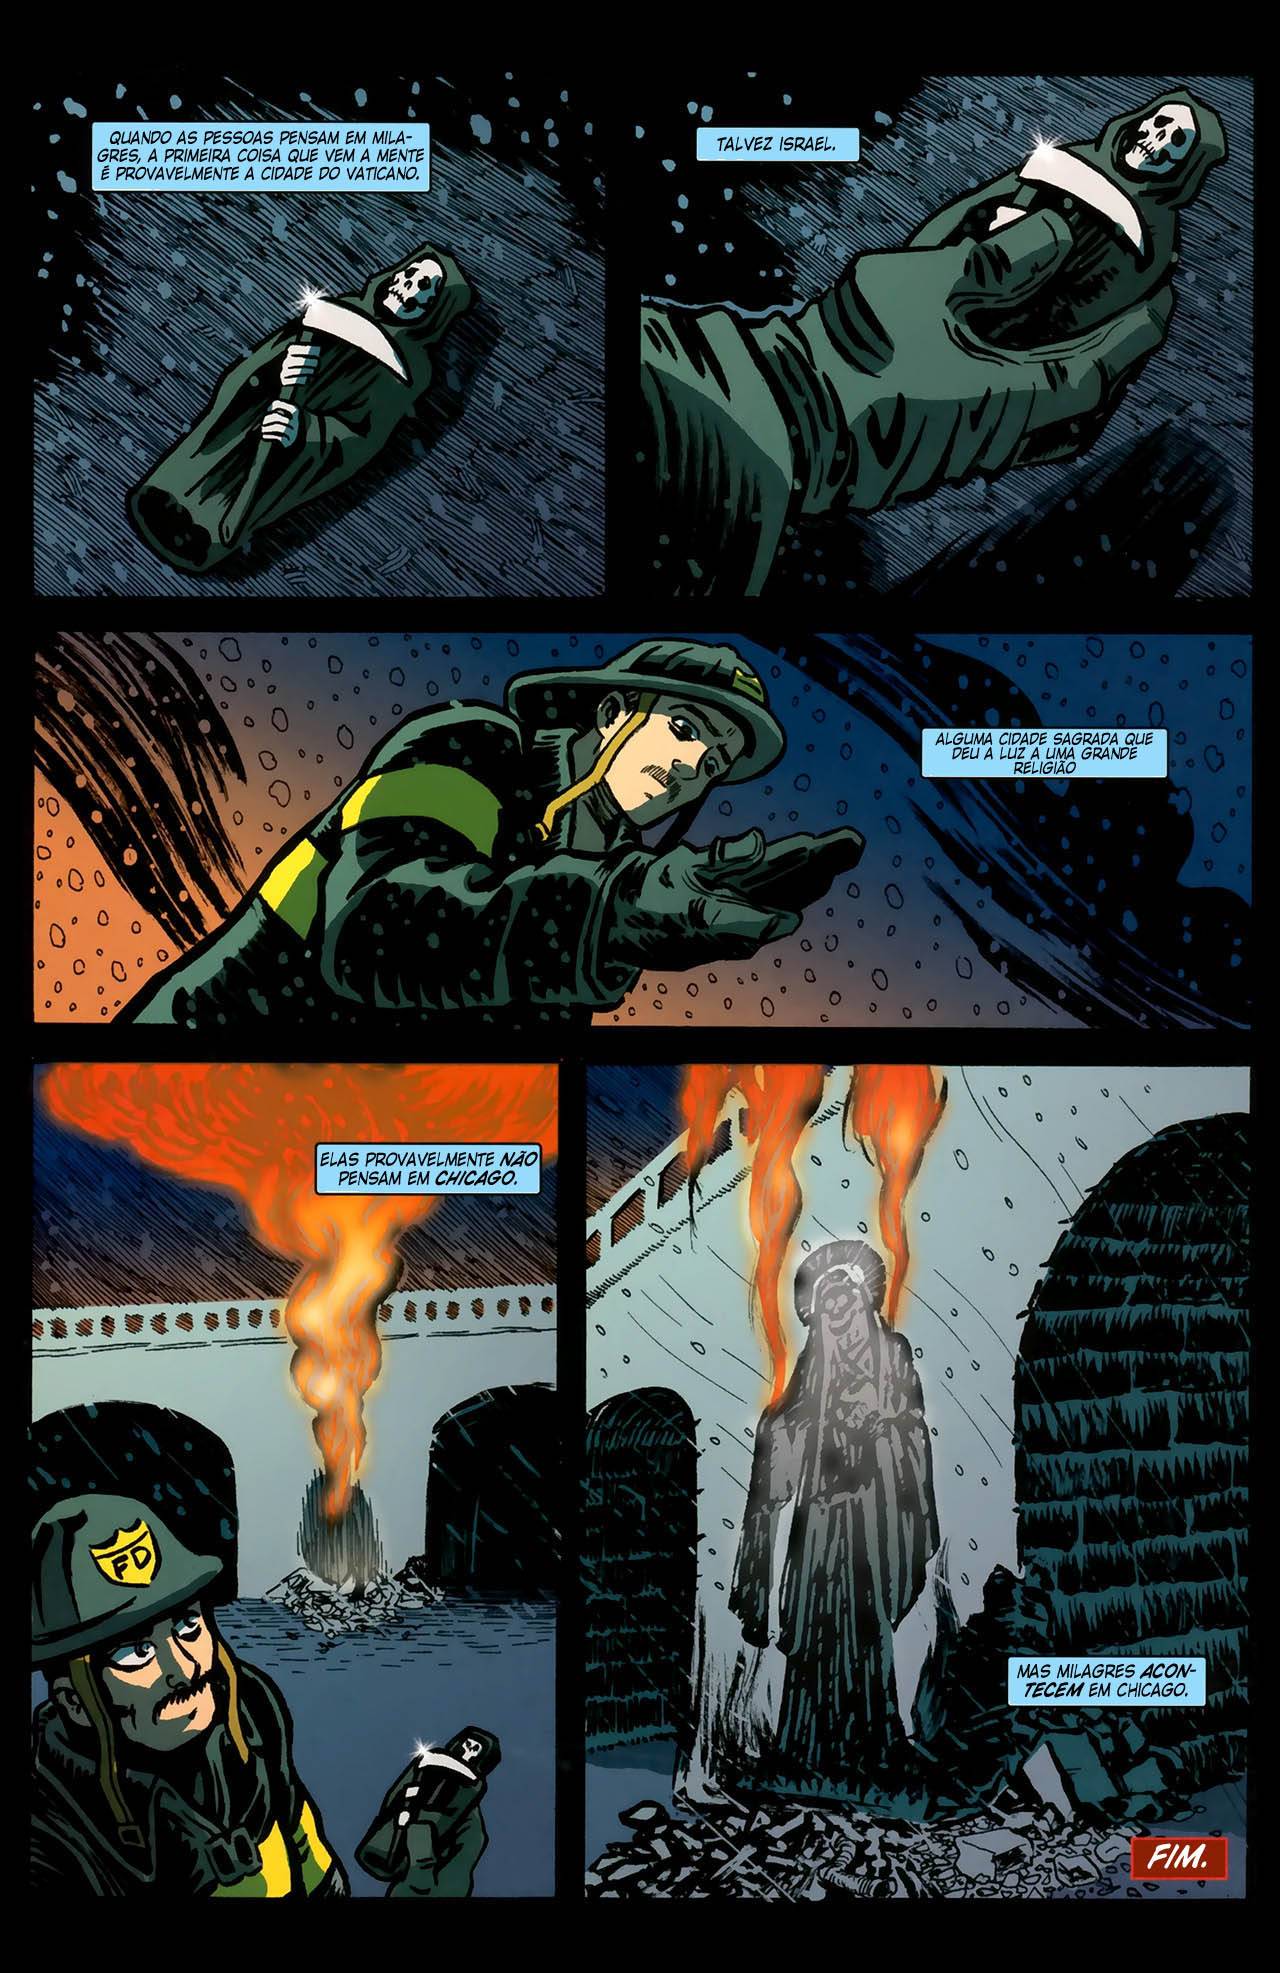 QUANDO AS PESSOAS PENSAM EM MILA-
GRES, A PRIMEIRA COISA QUE VEM A MENTE
É PROVAVELMENTE A CIDADE DO VATICANO.
TALVEZ ISRAEL.
ALGUMA CIDADE SAGRADA QUE
DEU A LUZ A UMA GRANDE
RELIGIÃO
ELAS PROVAVELMENTE NÃO
PENSAM EM CHICAGO.
FD
MAS MILAGRES ACON-
TECEM EM CHICAGO.
FIM.